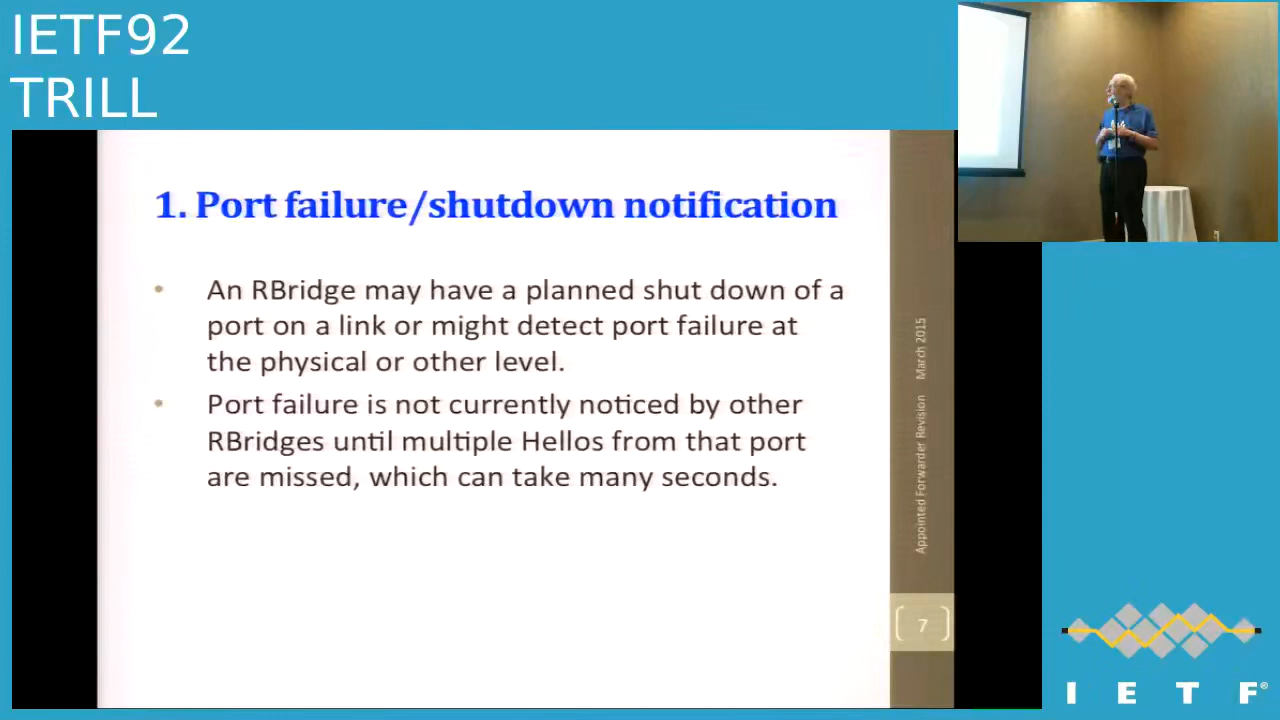 IETF92
TRILL
1. Port failure/shutdown notification
• An RBridge may have a planned shut down of a
port on a link or might detect port failure at
the physical or other level.
• Port failure is not currently noticed by other
RBridges until multiple Hellos from that port
are missed, which can take many seconds.
Appointed Forwarder Revision March 2015
7
I E T F®